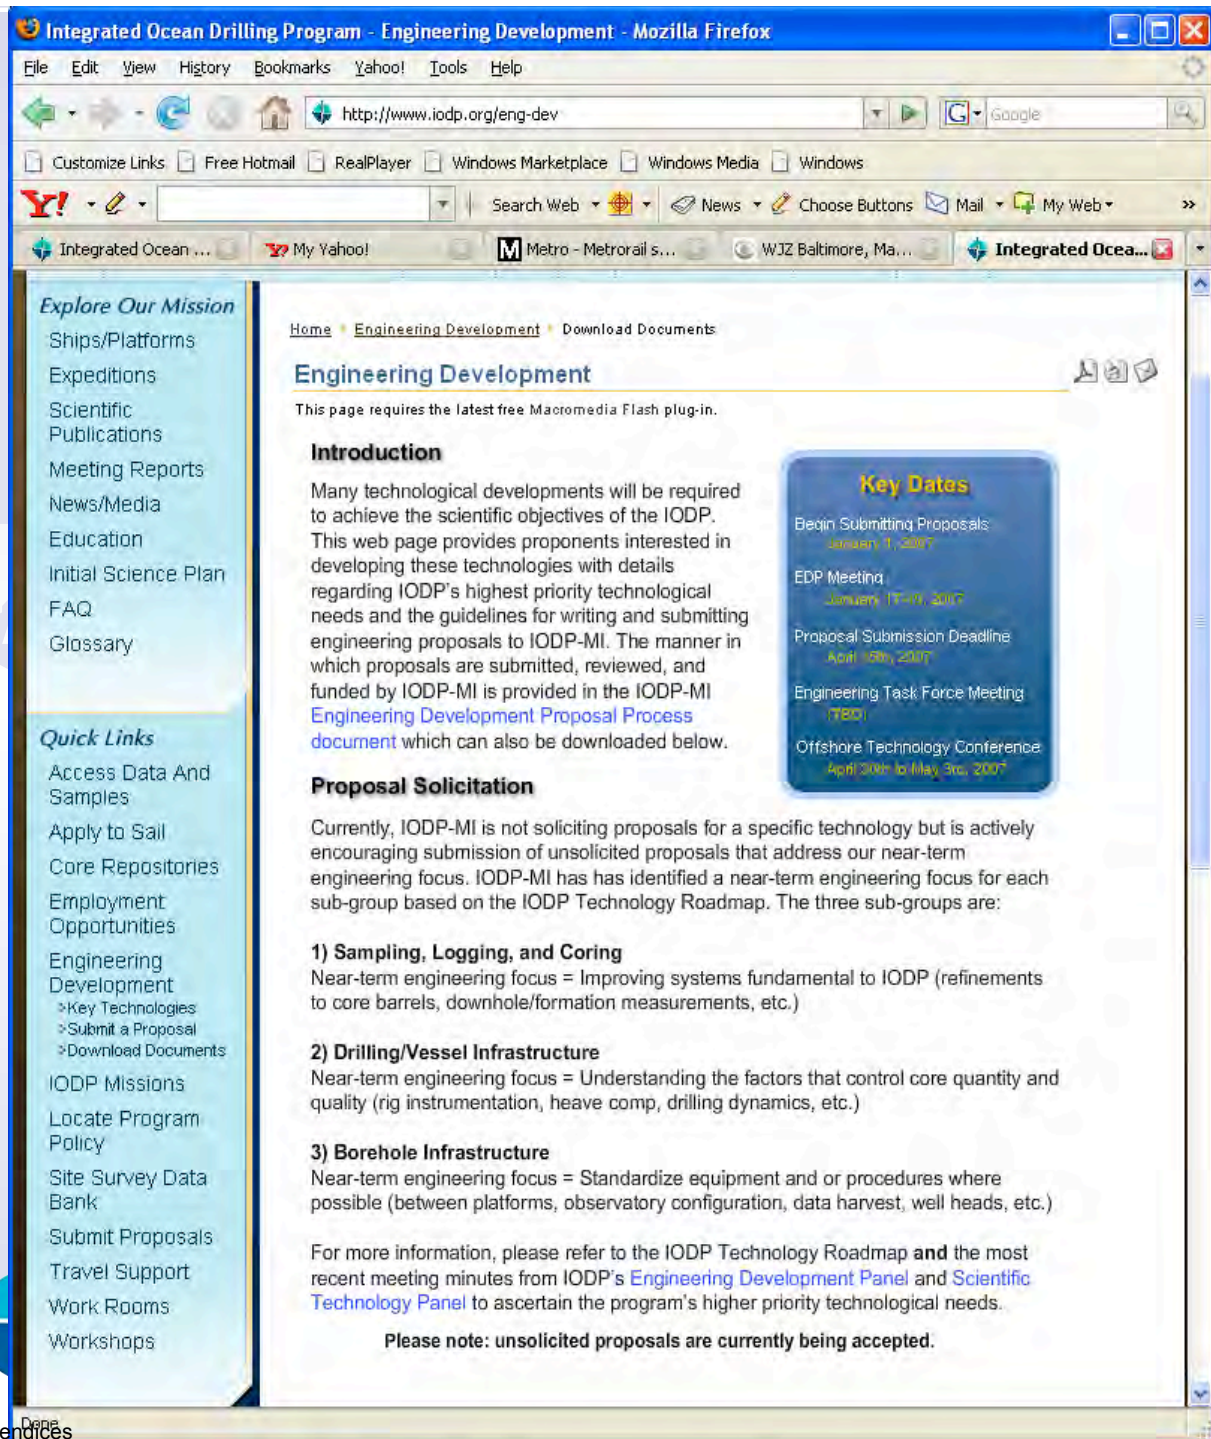 Integrated Ocean Drilling Program - Engineering Development - Mozilla Firefox
File Edit View History Bookmarks Yahoo! Tools Help
http://www.iodp.org/eng-dev
Google
Customize Links Free Hotmail RealPlayer Windows Marketplace Windows Media Windows
Y! Search Web News Choose Buttons Mail My Web »
Integrated Ocean ... My Yahoo! Metro - Metrorail s... WJZ Baltimore, Ma... Integrated Ocea...
Explore Our Mission
Ships/Platforms
Expeditions
Scientific
Publications
Meeting Reports
News/Media
Education
Initial Science Plan
FAQ
Glossary
Quick Links
Access Data And
Samples
Apply to Sail
Core Repositories
Employment
Opportunities
Engineering
Development
>Key Technologies
>Submit a Proposal
>Download Documents
IODP Missions
Locate Program
Policy
Site Survey Data
Bank
Submit Proposals
Travel Support
Work Rooms
Workshops
Home Engineering Development Download Documents
Engineering Development
This page requires the latest free Macromedia Flash plug-in.
Introduction
Many technological developments will be required
to achieve the scientific objectives of the IODP.
This web page provides proponents interested in
developing these technologies with details
regarding IODP's highest priority technological
needs and the guidelines for writing and submitting
engineering proposals to IODP-MI. The manner in
which proposals are submitted, reviewed, and
funded by IODP-MI is provided in the IODP-MI
Engineering Development Proposal Process
document which can also be downloaded below.
Key Dates
Begin Submitting Proposals
January 1, 2007
EDP Meeting
January 2007
Proposal Submission Deadline
April 15th, 2007
Engineering Task Force Meeting
(TBD)
Offshore Technology Conference
April 30th to May 3rd, 2007
Proposal Solicitation
Currently, IODP-MI is not soliciting proposals for a specific technology but is actively
encouraging submission of unsolicited proposals that address our near-term
engineering focus. IODP-MI has has identified a near-term engineering focus for each
sub-group based on the IODP Technology Roadmap. The three sub-groups are:
1) Sampling, Logging, and Coring
Near-term engineering focus = Improving systems fundamental to IODP (refinements
to core barrels, downhole/formation measurements, etc.)
2) Drilling/Vessel Infrastructure
Near-term engineering focus = Understanding the factors that control core quantity and
quality (rig instrumentation, heave comp, drilling dynamics, etc.)
3) Borehole Infrastructure
Near-term engineering focus = Standardize equipment and or procedures where
possible (between platforms, observatory configuration, data harvest, well heads, etc.)
For more information, please refer to the IODP Technology Roadmap and the most
recent meeting minutes from IODP's Engineering Development Panel and Scientific
Technology Panel to ascertain the program's higher priority technological needs.
Please note: unsolicited proposals are currently being accepted.
Done
endices